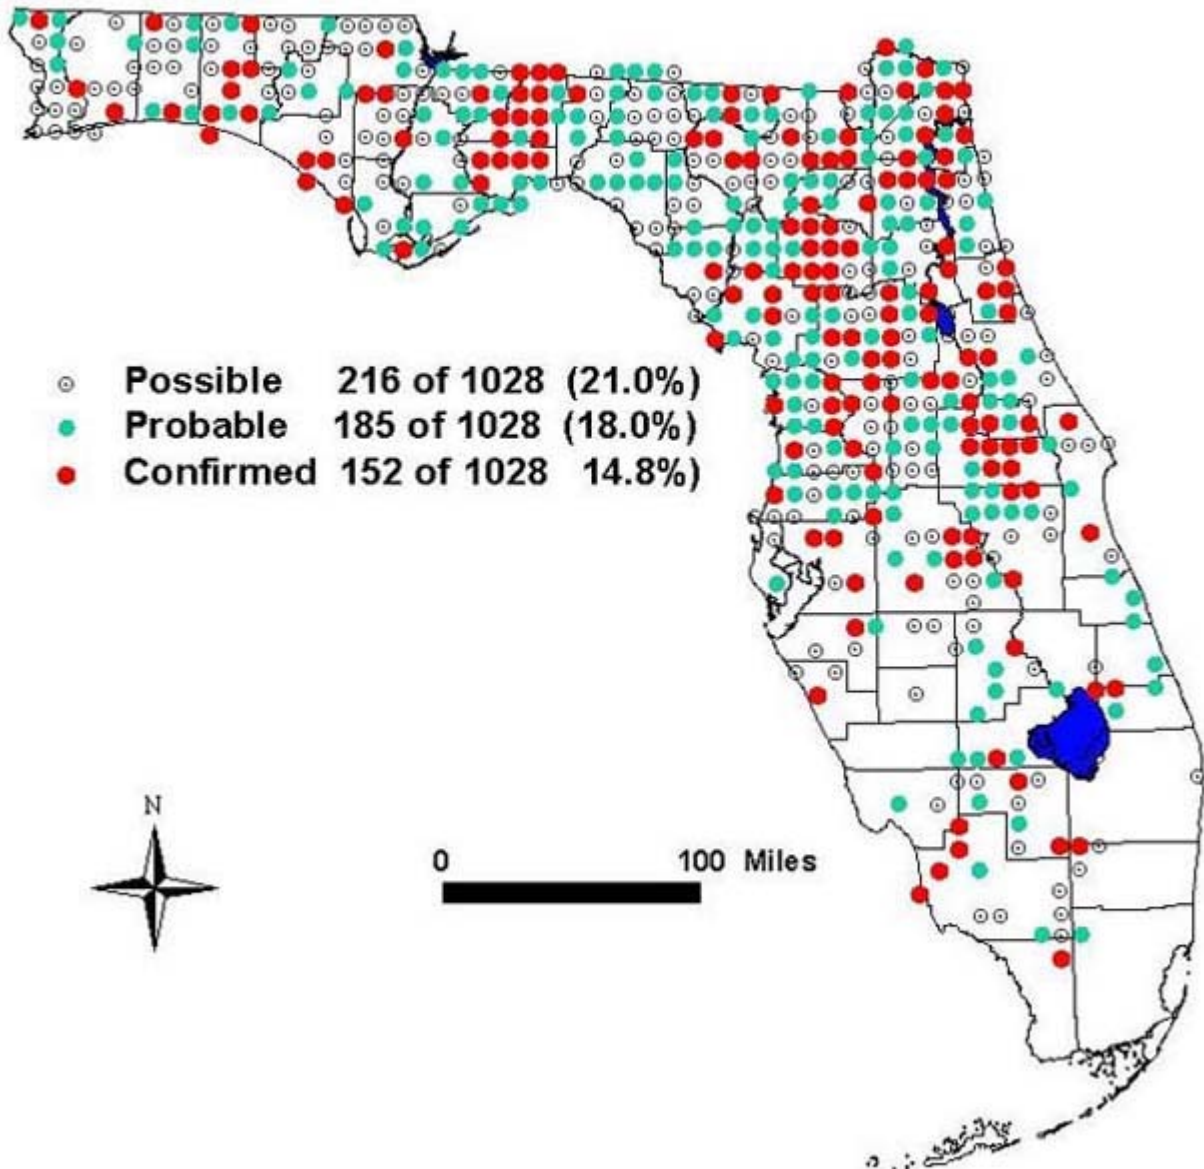 Possible 216 of 1028 (21.0%)
Probable 185 of 1028 (18.0%)
Confirmed 152 of 1028 14.8%)
N
0 100 Miles